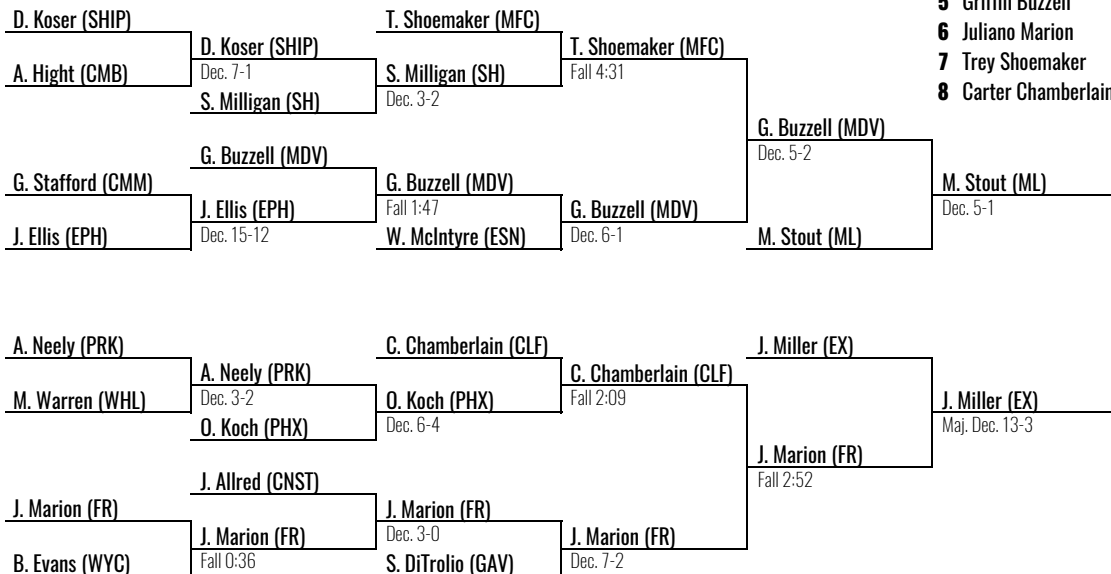 5 Griffin Buzzell
6 Juliano Marion
7 Trey Shoemaker
8 Carter Chamberlain
D. Koser (SHIP)
A. Hight (CMB)
D. Koser (SHIP)
Dec. 7-1
S. Milligan (SH)
T. Shoemaker (MFC)
S. Milligan (SH)
Dec. 3-2
T. Shoemaker (MFC)
Fall 4:31
G. Stafford (CMM)
J. Ellis (EPH)
G. Buzzell (MDV)
J. Ellis (EPH)
Dec. 15-12
G. Buzzell (MDV)
Fall 1:47
W. McIntyre (ESN)
G. Buzzell (MDV)
Dec. 6-1
G. Buzzell (MDV)
Dec. 5-2
M. Stout (ML)
M. Stout (ML)
Dec. 5-1
A. Neely (PRK)
M. Warren (WHL)
A. Neely (PRK)
Dec. 3-2
O. Koch (PHX)
C. Chamberlain (CLF)
O. Koch (PHX)
Dec. 6-4
C. Chamberlain (CLF)
Fall 2:09
J. Marion (FR)
B. Evans (WYC)
J. Allred (CNST)
J. Marion (FR)
Fall 0:36
J. Marion (FR)
Dec. 3-0
S. DiTrolio (GAV)
J. Marion (FR)
Dec. 7-2
J. Miller (EX)
J. Marion (FR)
Fall 2:52
J. Miller (EX)
Maj. Dec. 13-3